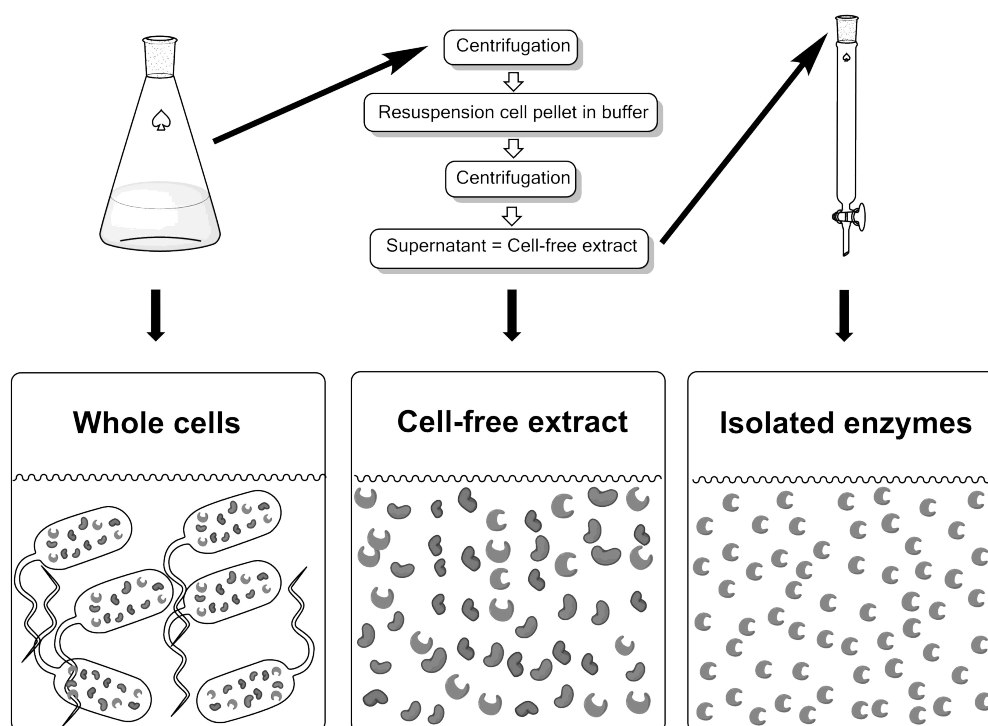 Centrifugation
Resuspension cell pellet in buffer
Centrifugation
Supernatant = Cell-free extract
Whole cells
Cell-free extract
Isolated enzymes